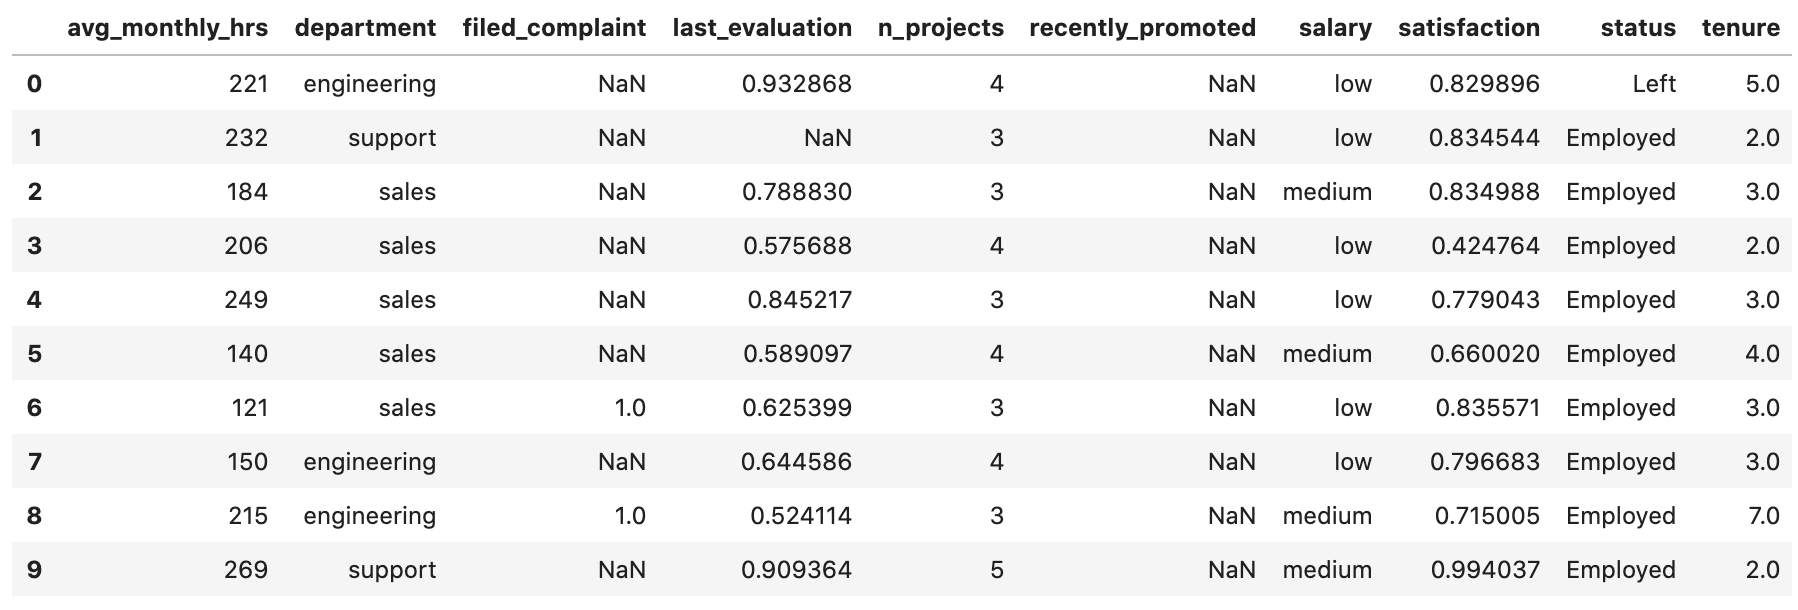 avg_monthly_hrs department filed_complaint last_evaluation n_projects recently_promoted salary satisfaction status tenure
0 221 engineering NaN 0.932868 4 NaN low 0.829896 Left 5.0
1 232 support NaN NaN 3 NaN low 0.834544 Employed 2.0
2 184 sales NaN 0.788830 3 NaN medium 0.834988 Employed 3.0
3 206 sales NaN 0.575688 4 NaN low 0.424764 Employed 2.0
4 249 sales NaN 0.845217 3 NaN low 0.779043 Employed 3.0
5 140 sales NaN 0.589097 4 NaN medium 0.660020 Employed 4.0
6 121 sales 1.0 0.625399 3 NaN low 0.835571 Employed 3.0
7 150 engineering NaN 0.644586 4 NaN low 0.796683 Employed 3.0
8 215 engineering 1.0 0.524114 3 NaN medium 0.715005 Employed 7.0
9 269 support NaN 0.909364 5 NaN medium 0.994037 Employed 2.0